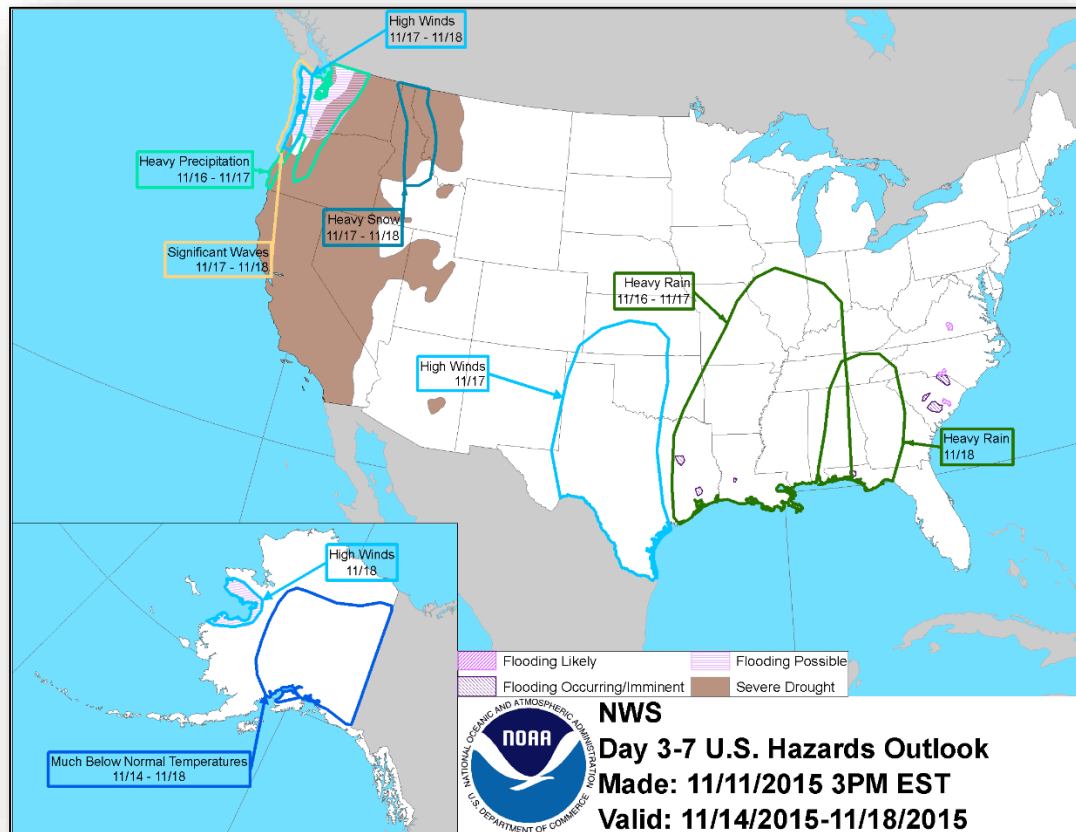 High Winds
11/17 - 11/18
Heavy Precipitation
11/16 - 11/17
Heavy Snow
11/17 - 11/18
Significant Waves
11/17 - 11/18
Heavy Rain
11/16 - 11/17
High Winds
11/17
Heavy Rain
11/18
High Winds
11/18
Much Below Normal Temperatures
11/14 - 11/18
Flooding Likely
Flooding Possible
Flooding Occurring/Imminent
Severe Drought
NATIONAL OCEANIC AND ATMOSPHERIC ADMINISTRATION
NOAA
U.S. DEPARTMENT OF COMMERCE
NWS
Day 3-7 U.S. Hazards Outlook
Made: 11/11/2015 3PM EST
Valid: 11/14/2015-11/18/2015